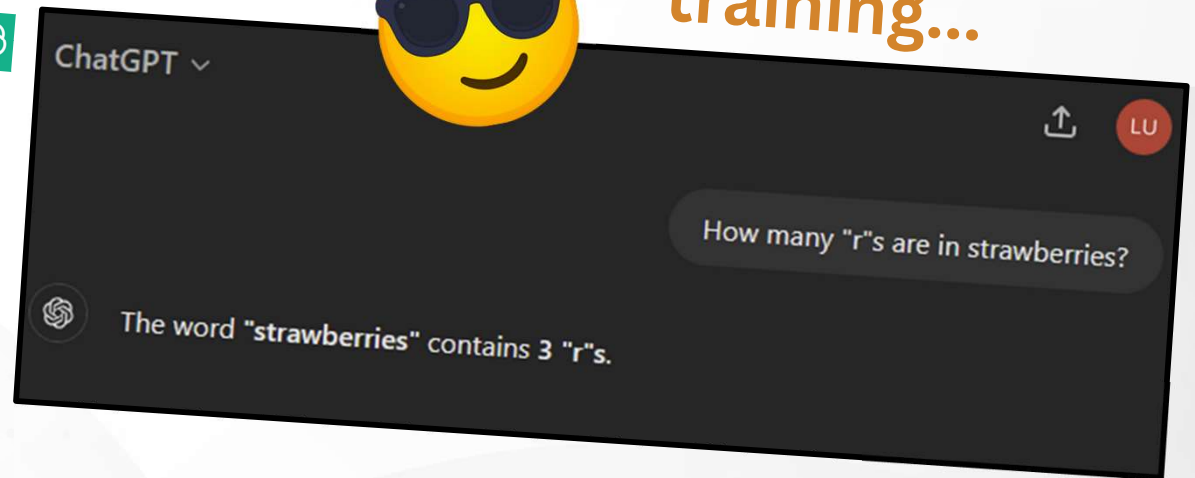 training...
ChatGPT
LU
How many "r"s are in strawberries?
The word "strawberries" contains 3 "r"s.